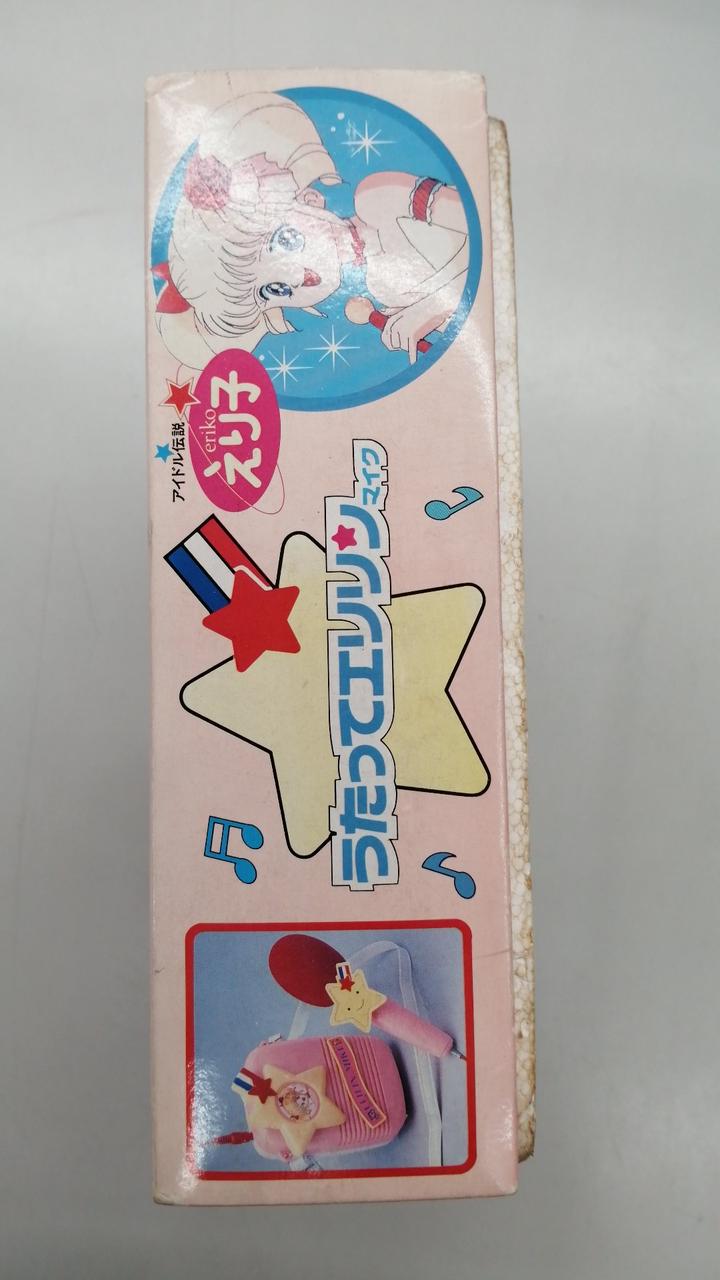 アイドル伝説
えり子
eriko
うたってエリリン
マイク